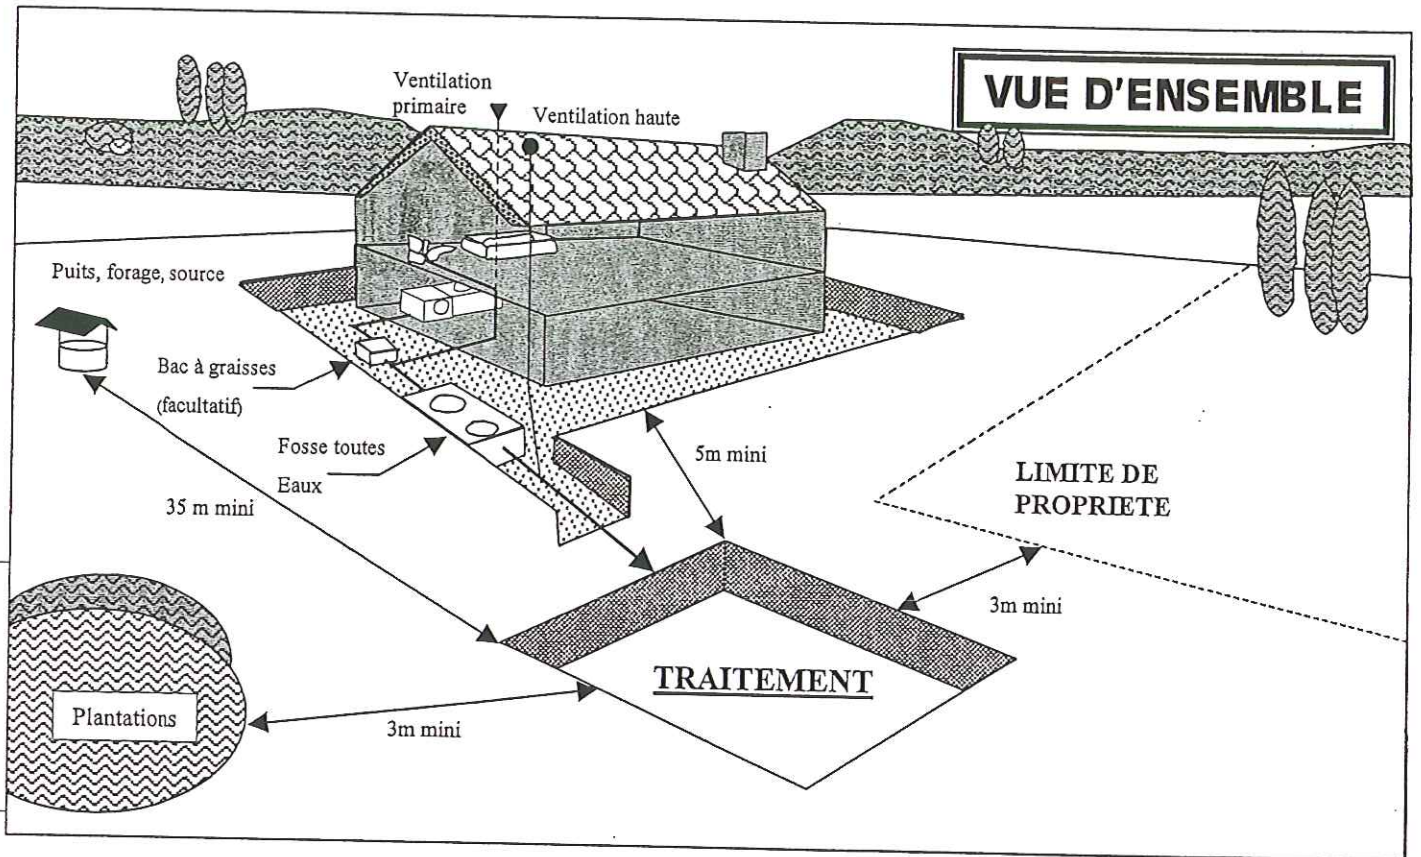 VUE D'ENSEMBLE
Ventilation
primaire
Ventilation haute
Puits, forage, source
Bac à graisses
(facultatif)
Fosse toutes
Eaux
5m mini
35 m mini
LIMITE DE
PROPRIETE
3m mini
TRAITEMENT
Plantations
3m mini